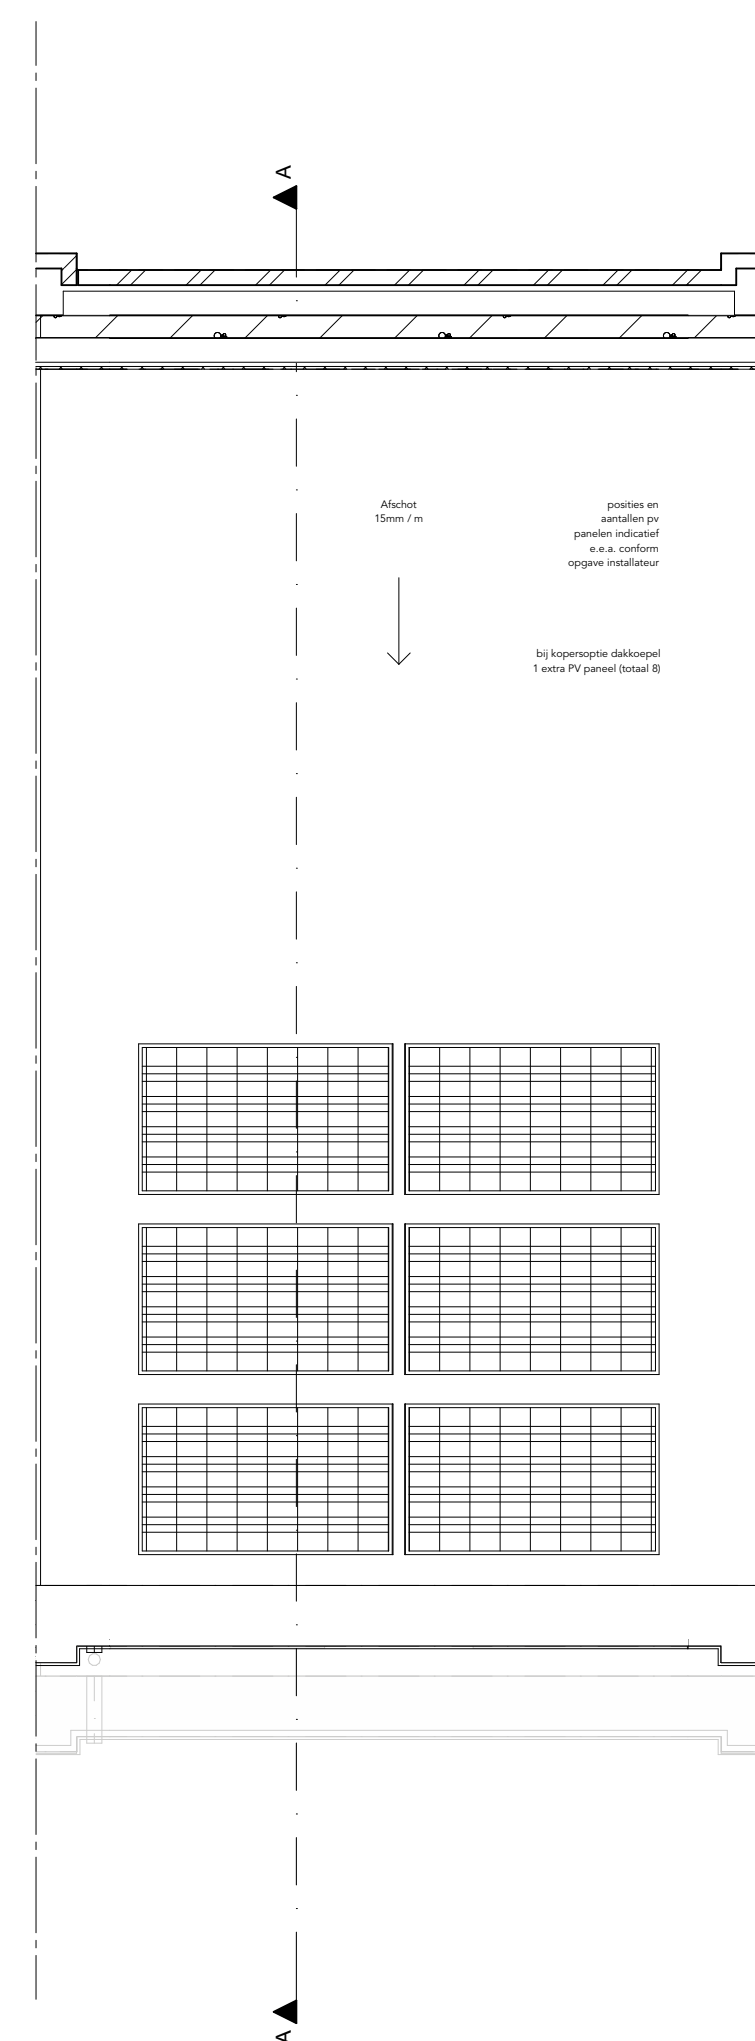 A
Afschot
15mm / m
posities en
aantallen pv
panelen indicatief
e.e.a. conform
opgave installateur
bij kopersoptie dakkoepel
1 extra PV paneel (totaal 8)
A